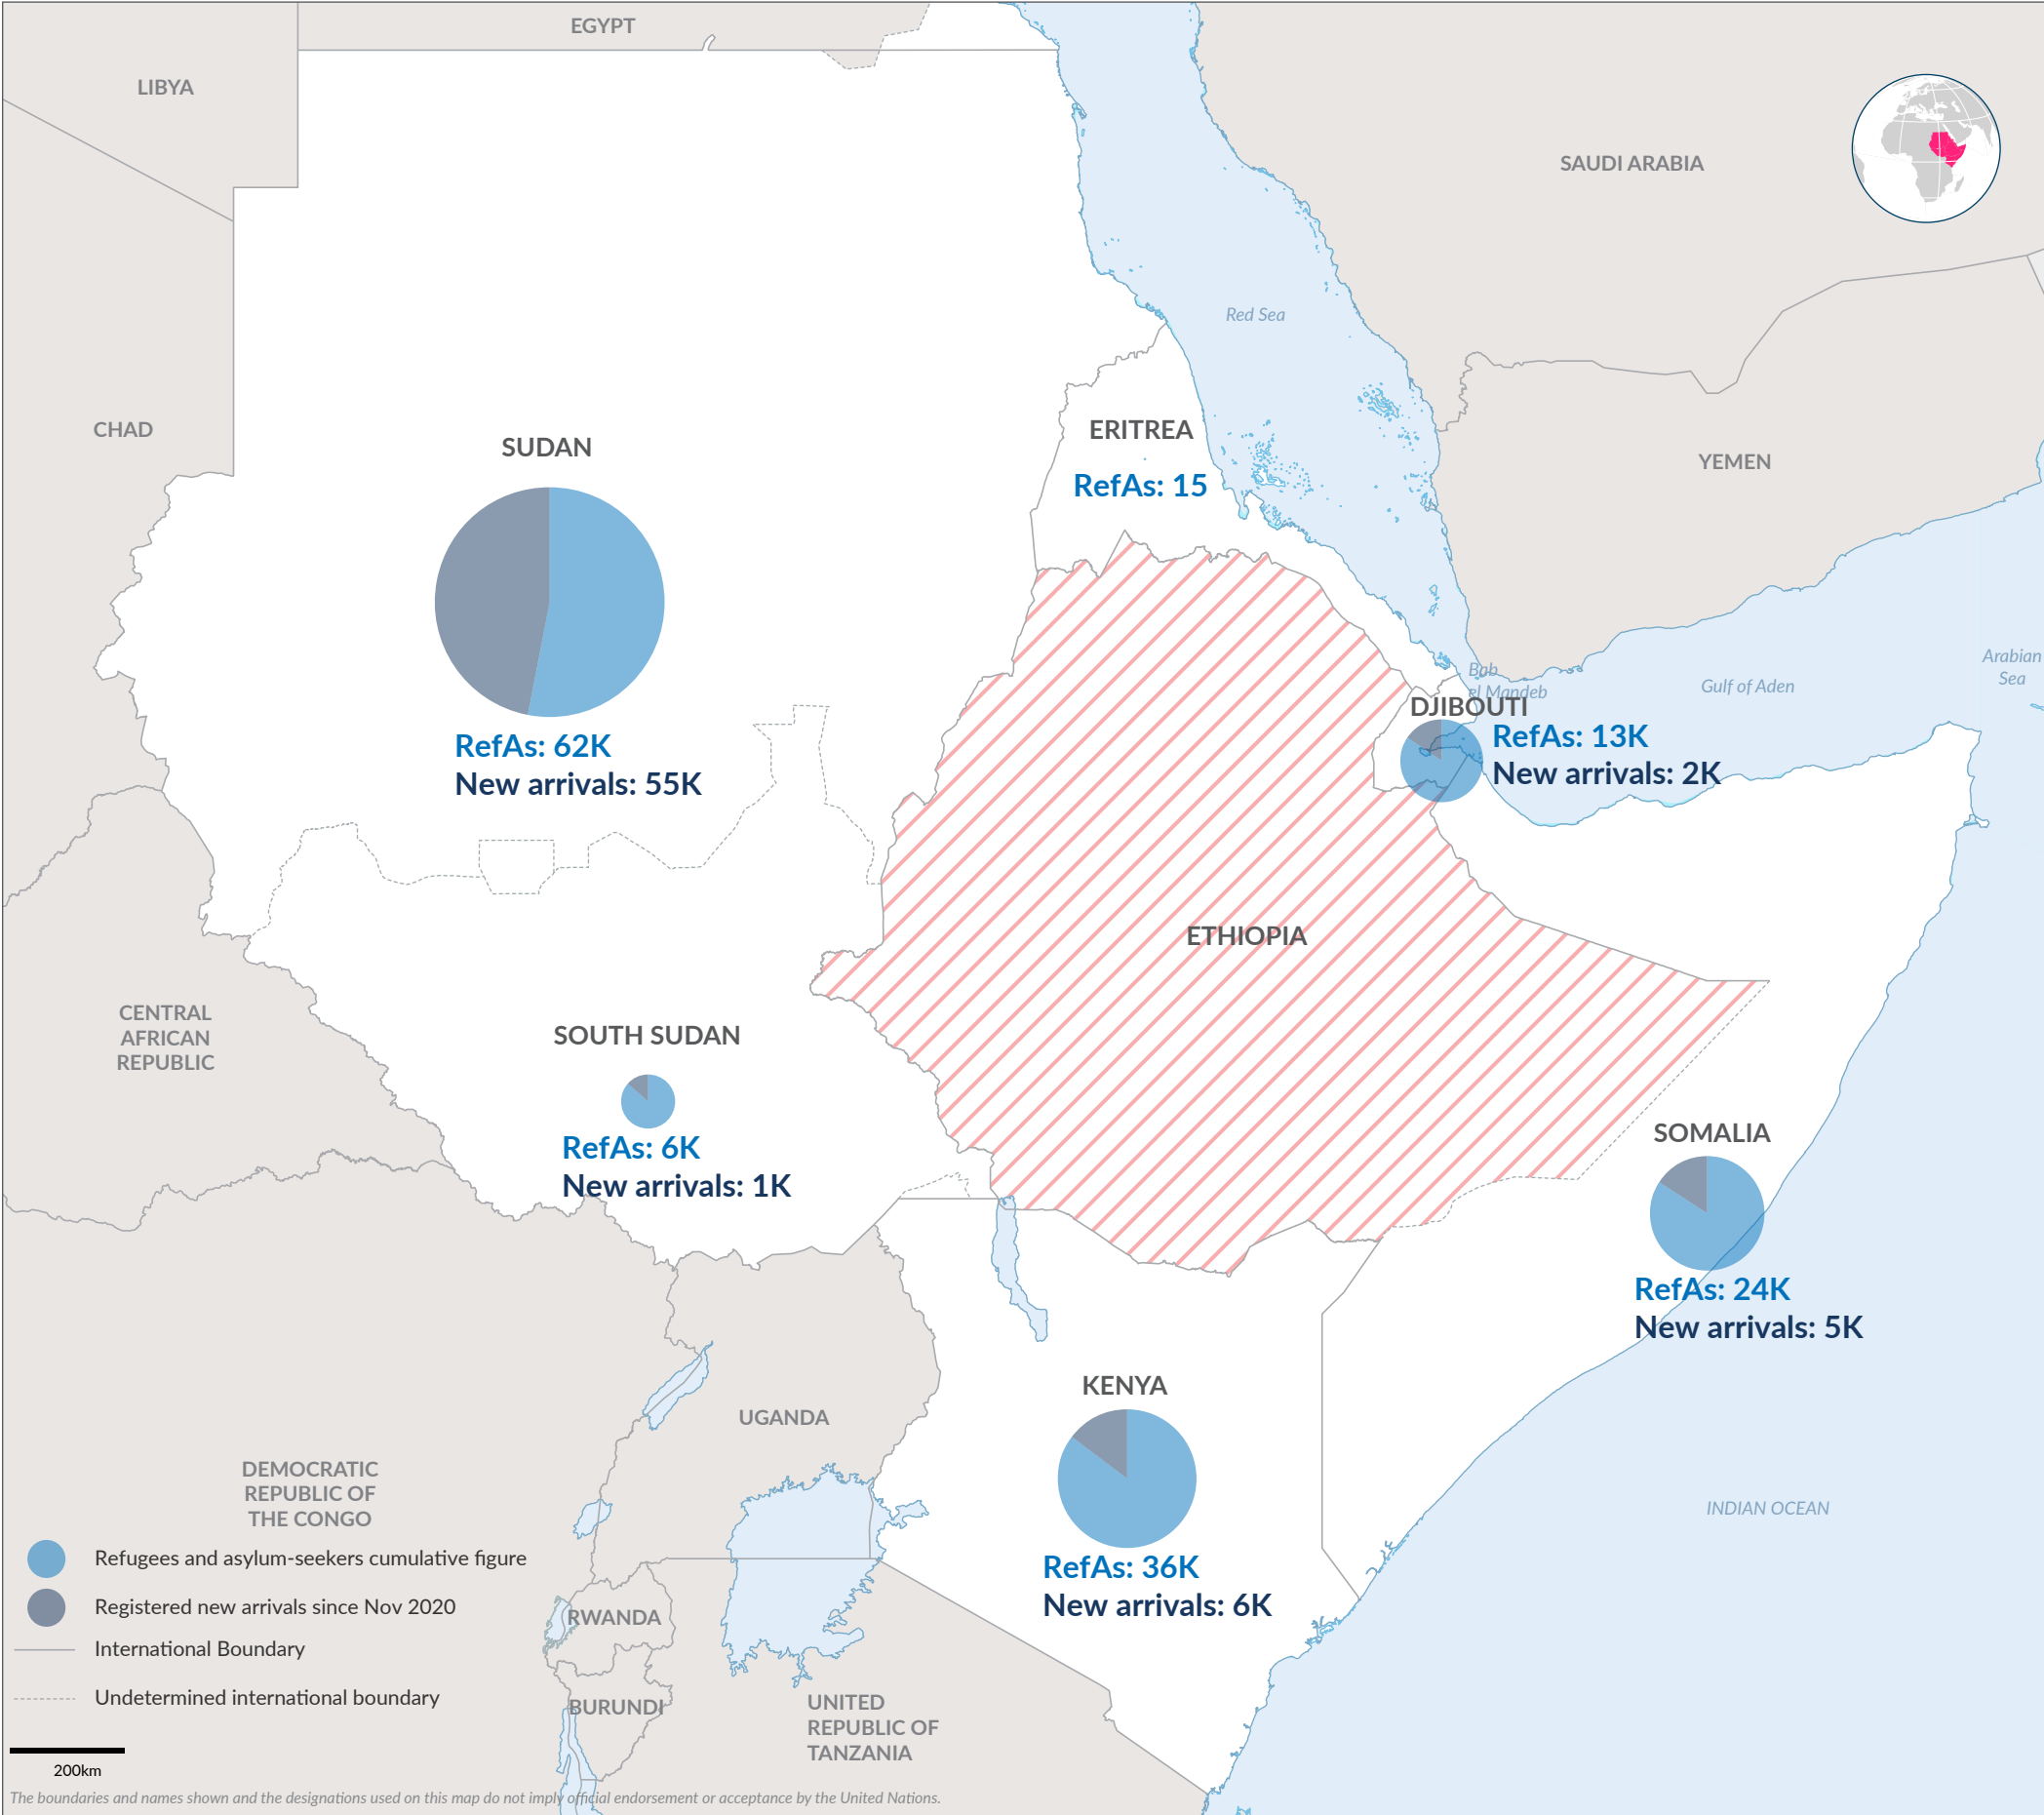 EGYPT
LIBYA
SAUDI ARABIA
Red Sea
CHAD
ERITREA
SUDAN
YEMEN
RefAs: 15
Bab
el Mandeb
Arabian
Sea
Gulf of Aden
DJIBOUTI
RefAs: 13K
New arrivals: 2K
RefAs: 62K
New arrivals: 55K
ETHIOPIA
CENTRAL
AFRICAN
REPUBLIC
SOUTH SUDAN
RefAs: 6K
New arrivals: 1K
SOMALIA
RefAs: 24K
New arrivals: 5K
KENYA
UGANDA
RefAs: 36K
New arrivals: 6K
INDIAN OCEAN
DEMOCRATIC
REPUBLIC OF
THE CONGO
Refugees and asylum-seekers cumulative figure
Registered new arrivals since Nov 2020
International Boundary
Undetermined international boundary
RWANDA
BURUNDI
UNITED
REPUBLIC OF
TANZANIA
200km
The boundaries and names shown and the designations used on this map do not imply official endorsement or acceptance by the United Nations.